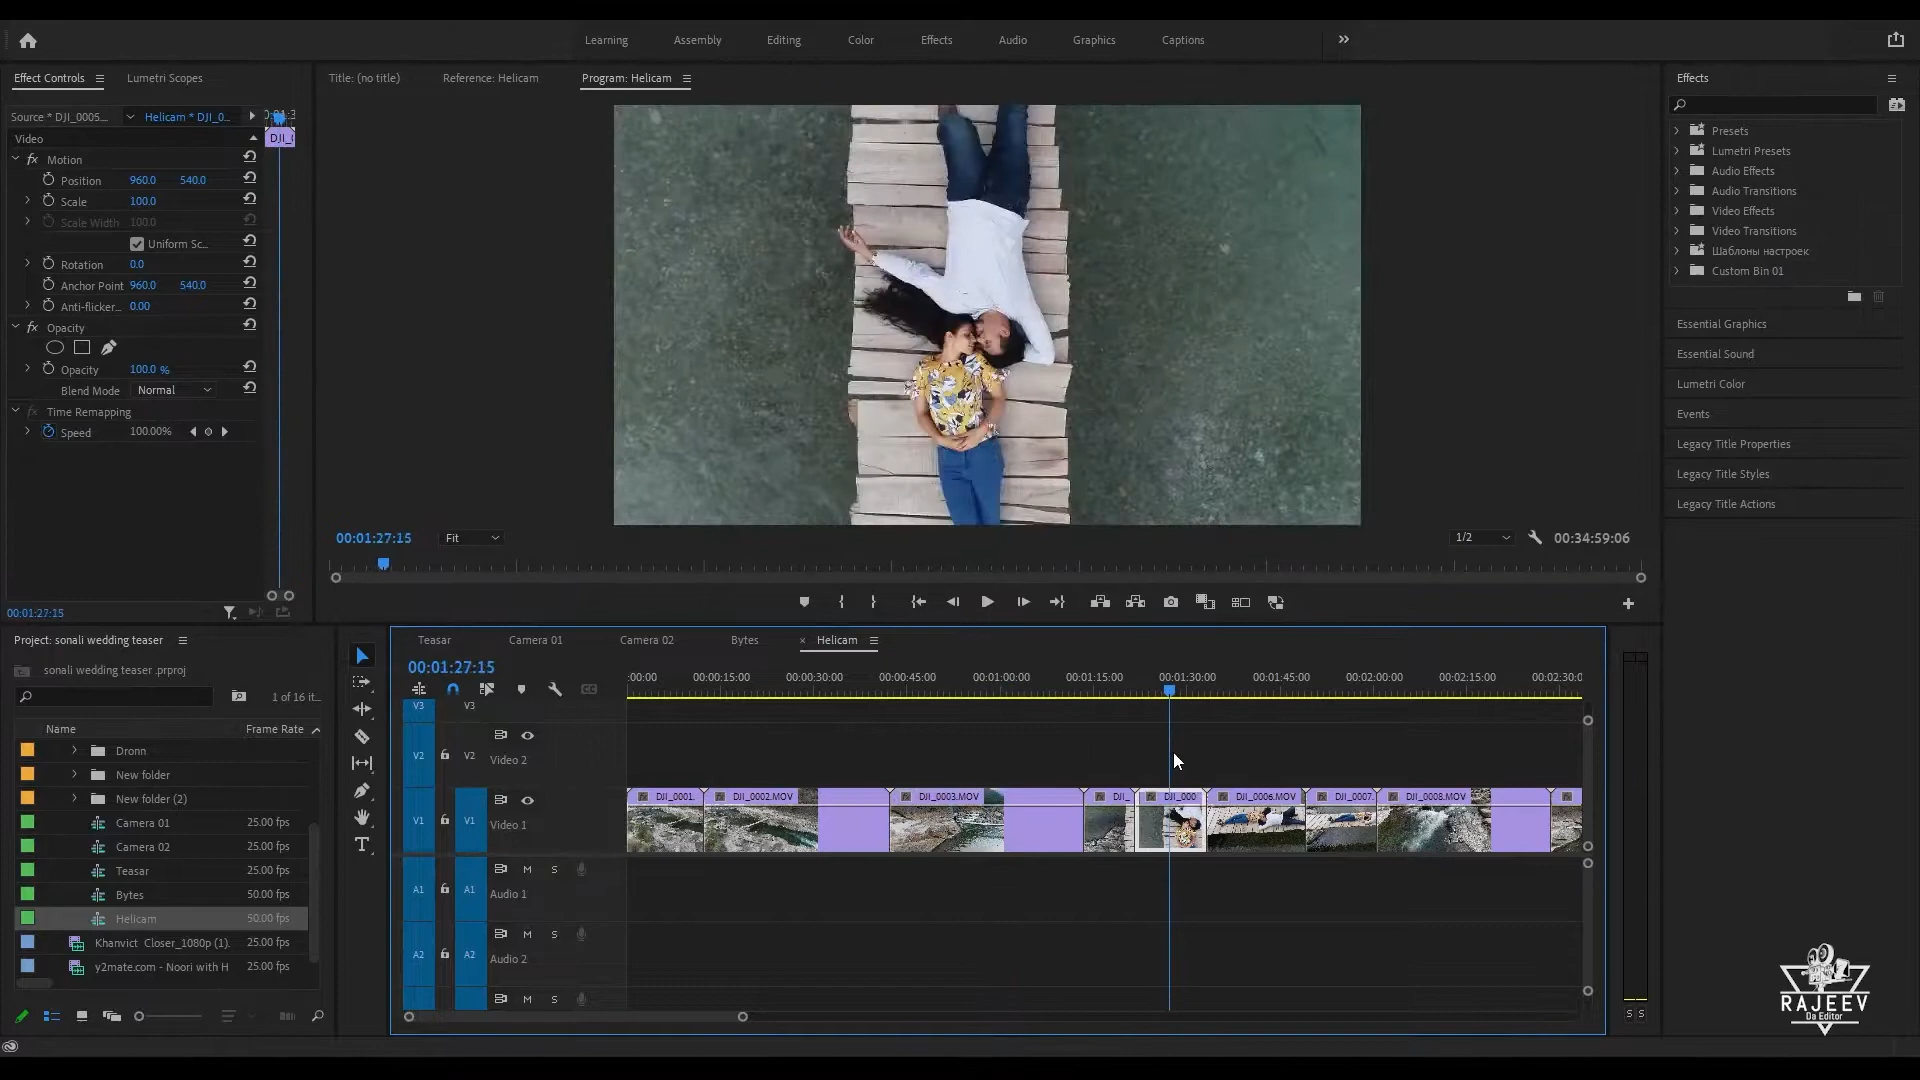 Learning Assembly Editing Color Effects Audio Graphics Captions
Effect Controls Lumetri Scopes
Source * DJI_0005... Helicam * DJI_0...
Video
DJI_0
Motion
Position 960.0 540.0
Scale 100.0
Scale Width 100.0
Uniform Sc...
Rotation 0.0
Anchor Point 960.0 540.0
Anti-flicker... 0.00
Opacity
Opacity 100.0 %
Blend Mode Normal
Time Remapping
Speed 100.00%
00:01:27:15
Title: (no title) Reference: Helicam Program: Helicam
00:01:27:15 Fit 1/2 00:34:59:06
Effects
Presets
Lumetri Presets
Audio Effects
Audio Transitions
Video Effects
Video Transitions
Шаблоны настроек
Custom Bin 01
Essential Graphics
Essential Sound
Lumetri Color
Events
Legacy Title Properties
Legacy Title Styles
Legacy Title Actions
Project: sonali wedding teaser
sonali wedding teaser .prproj
1 of 16 it...
Name Frame Rate
Dronn
New folder
New folder (2)
Camera 01 25.00 fps
Camera 02 25.00 fps
Teasar 25.00 fps
Bytes 50.00 fps
Helicam 50.00 fps
Khanvict Closer_1080p (1). 25.00 fps
y2mate.com - Noori with H 25.00 fps
Teasar Camera 01 Camera 02 Bytes × Helicam
00:01:27:15
:00:00 00:00:15:00 00:00:30:00 00:00:45:00 00:01:00:00 00:01:15:00 00:01:30:00 00:01:45:00 00:02:00:00 00:02:15:00 00:02:30:0
V3 V3
V2 V2 Video 2
V1 V1 Video 1
DJI_0001. DJI_0002.MOV DJI_0003.MOV DJI_ DJI_000 DJI_0006.MOV DJI_0007. DJI_0008.MOV
M S
A1 A1 Audio 1
M S
A2 A2 Audio 2
M S
S S
RAJEEV
Da Editor